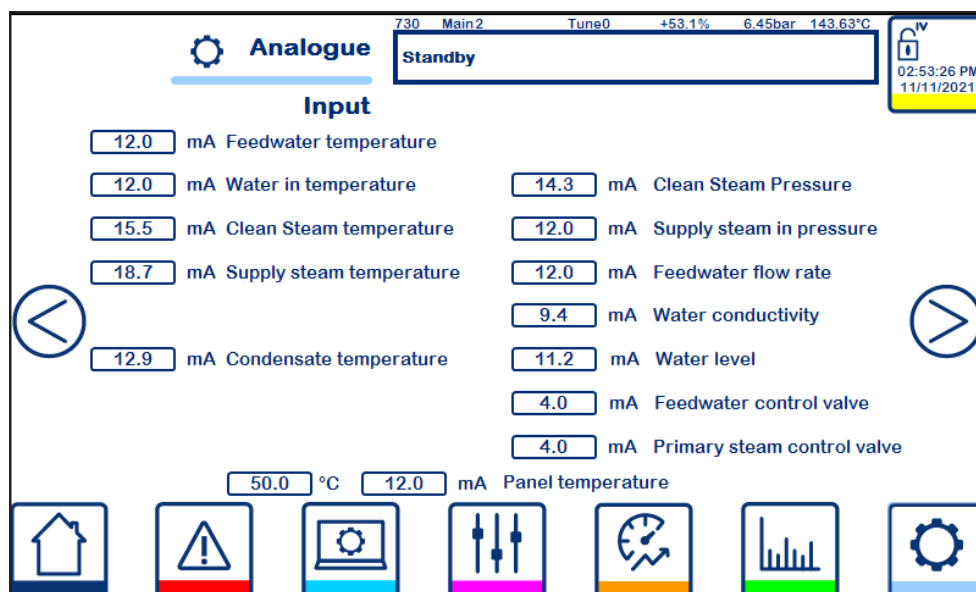 730 Main2 Tune0 +53.1% 6.45bar 143.63°C
Analogue
Input
Standby
IV
02:53:26 PM
11/11/2021
12.0 mA Feedwater temperature
12.0 mA Water in temperature
14.3 mA Clean Steam Pressure
15.5 mA Clean Steam temperature
12.0 mA Supply steam in pressure
18.7 mA Supply steam temperature
12.0 mA Feedwater flow rate
9.4 mA Water conductivity
12.9 mA Condensate temperature
11.2 mA Water level
4.0 mA Feedwater control valve
4.0 mA Primary steam control valve
50.0 °C 12.0 mA Panel temperature